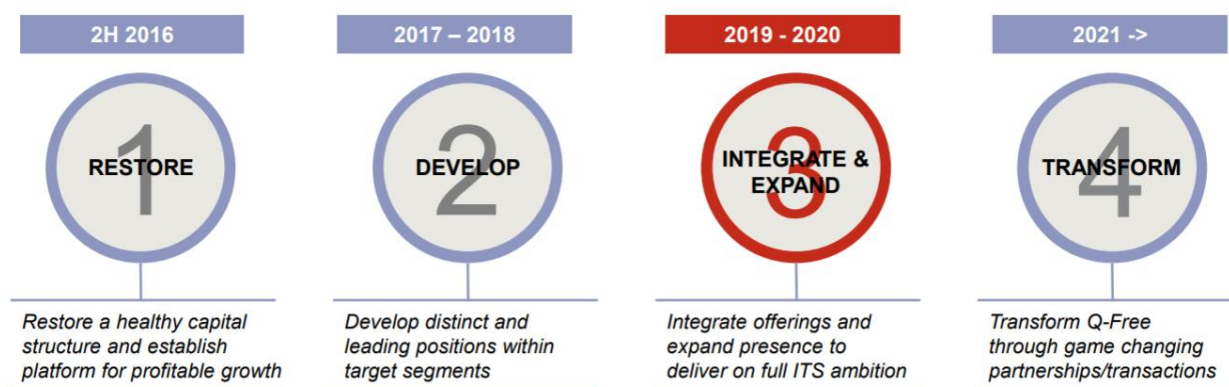 2H 2016
2017 – 2018
2019 - 2020
2021 ->
1
RESTORE
2
DEVELOP
3
INTEGRATE &
EXPAND
4
TRANSFORM
Restore a healthy capital
structure and establish
platform for profitable growth
Develop distinct and
leading positions within
target segments
Integrate offerings and
expand presence to
deliver on full ITS ambition
Transform Q-Free
through game changing
partnerships/transactions